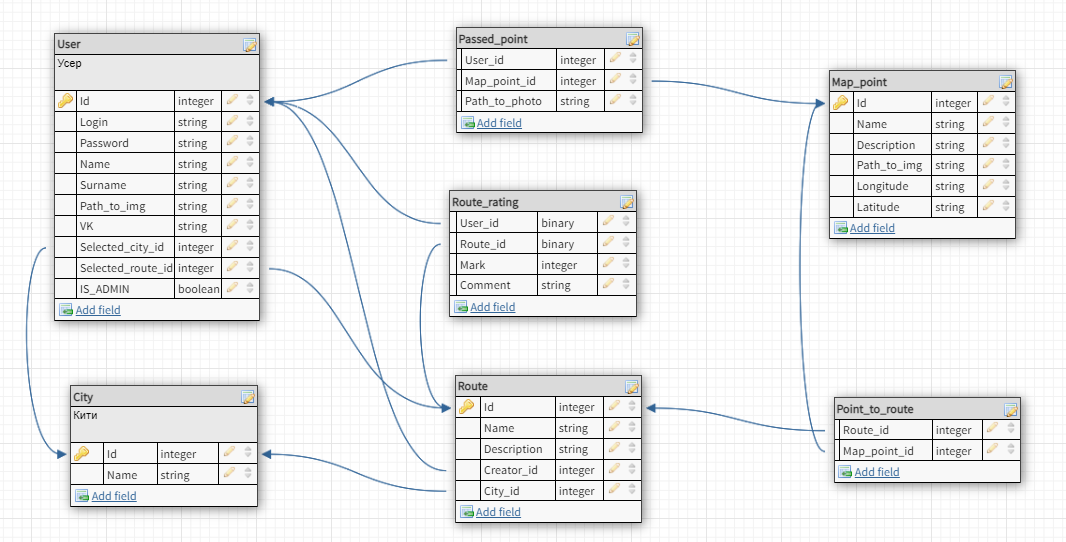 User
Усер
Id integer
Login string
Password string
Name string
Surname string
Path_to_img string
VK string
Selected_city_id integer
Selected_route_id integer
IS_ADMIN boolean
Add field
Passed_point
User_id integer
Map_point_id integer
Path_to_photo string
Add field
Map_point
Id integer
Name string
Description string
Path_to_img string
Longitude string
Latitude string
Add field
Route_rating
User_id binary
Route_id binary
Mark integer
Comment string
Add field
City
Кити
Id integer
Name string
Add field
Route
Id integer
Name string
Description string
Creator_id integer
City_id integer
Add field
Point_to_route
Route_id integer
Map_point_id integer
Add field